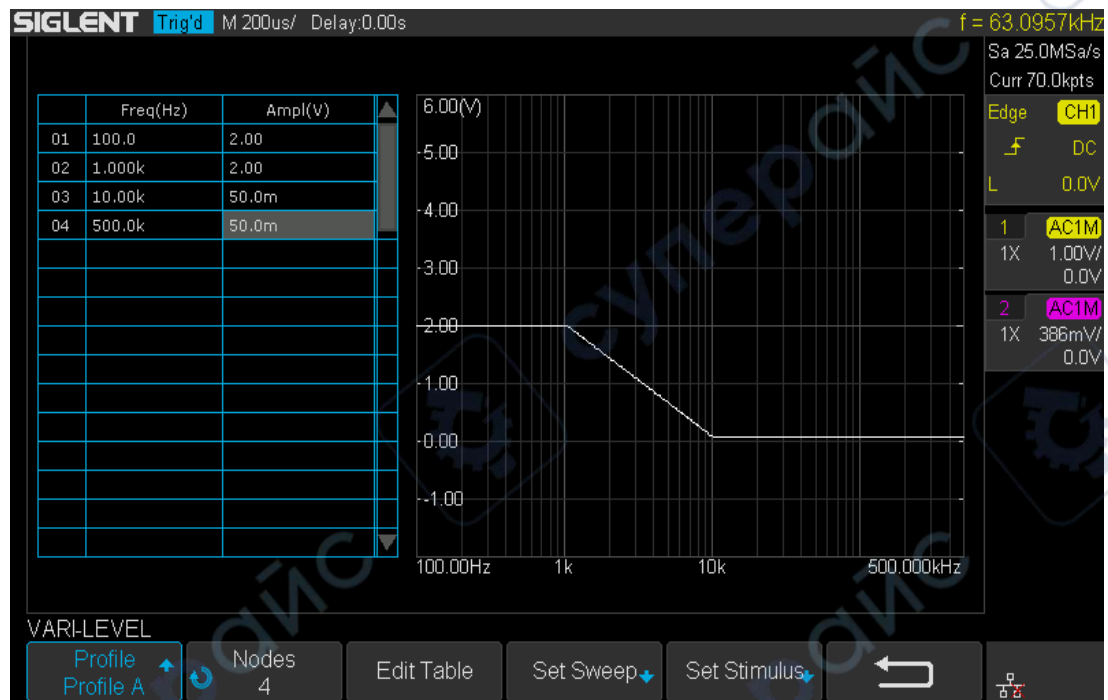 SIGLENT Trig'd M 200us/ Delay:0.00s f = 63.0957kHz
Sa 25.0MSa/s
Curr 70.0kpts
Edge CH1
DC
L 0.0V
1 AC1M
1X 1.00V/
0.0V
2 AC1M
1X 386mV/
0.0V
Freq(Hz) Ampl(V)
01 100.0 2.00
02 1.000k 2.00
03 10.00k 50.0m
04 500.0k 50.0m
6.00(V)
5.00
4.00
3.00
2.00
1.00
0.00
-1.00
100.00Hz 1k 10k 500.000kHz
VARI-LEVEL
Profile
Profile A
Nodes
4
Edit Table
Set Sweep
Set Stimulus
суперайс
райс
айс